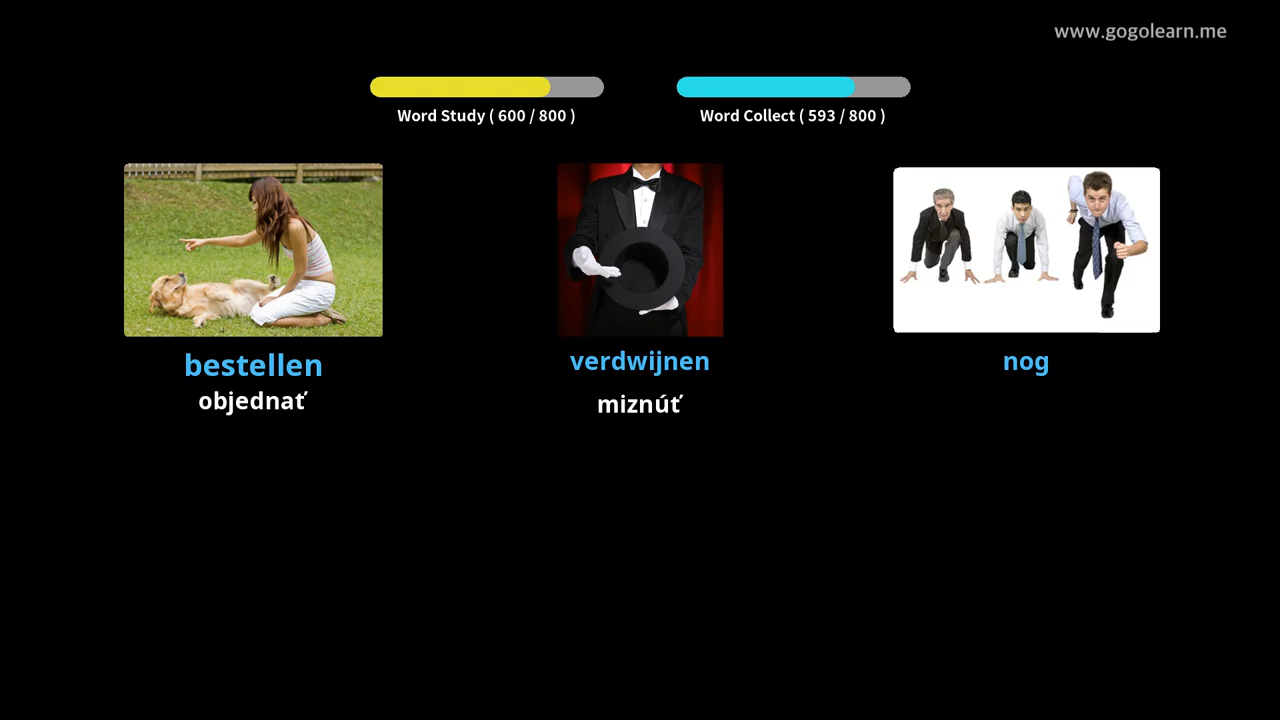 www.gogolearn.me
Word Study ( 600 / 800 )
Word Collect ( 593 / 800 )
bestellen
objednať
verdwijnen
miznúť
nog